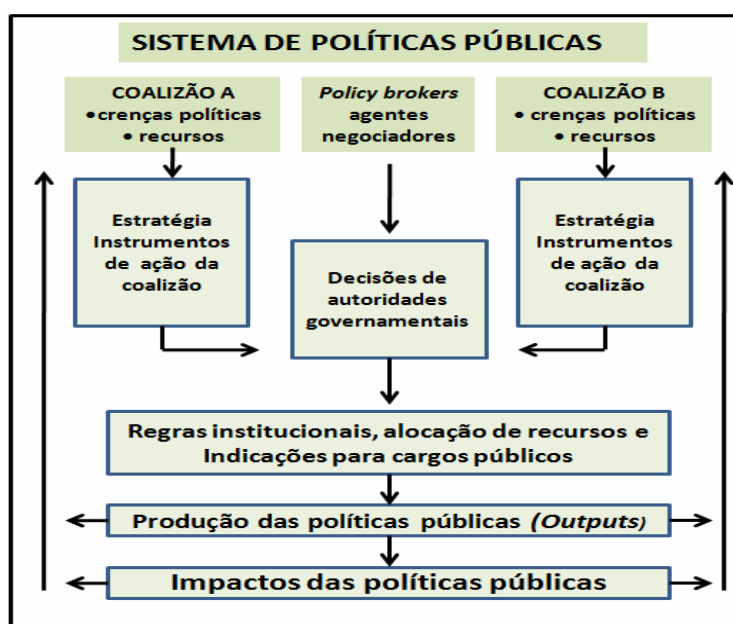 SISTEMA DE POLÍTICAS PÚBLICAS
COALIZÃO A
•crenças políticas
• recursos
Policy brokers
agentes
negociadores
COALIZÃO B
• crenças políticas
• recursos
Estratégia
Instrumentos
de ação da
coalizão
Decisões de
autoridades
governamentais
Estratégia
Instrumentos
de ação da
coalizão
Regras institucionais, alocação de recursos e
Indicações para cargos públicos
Produção das políticas públicas (Outputs)
Impactos das políticas públicas